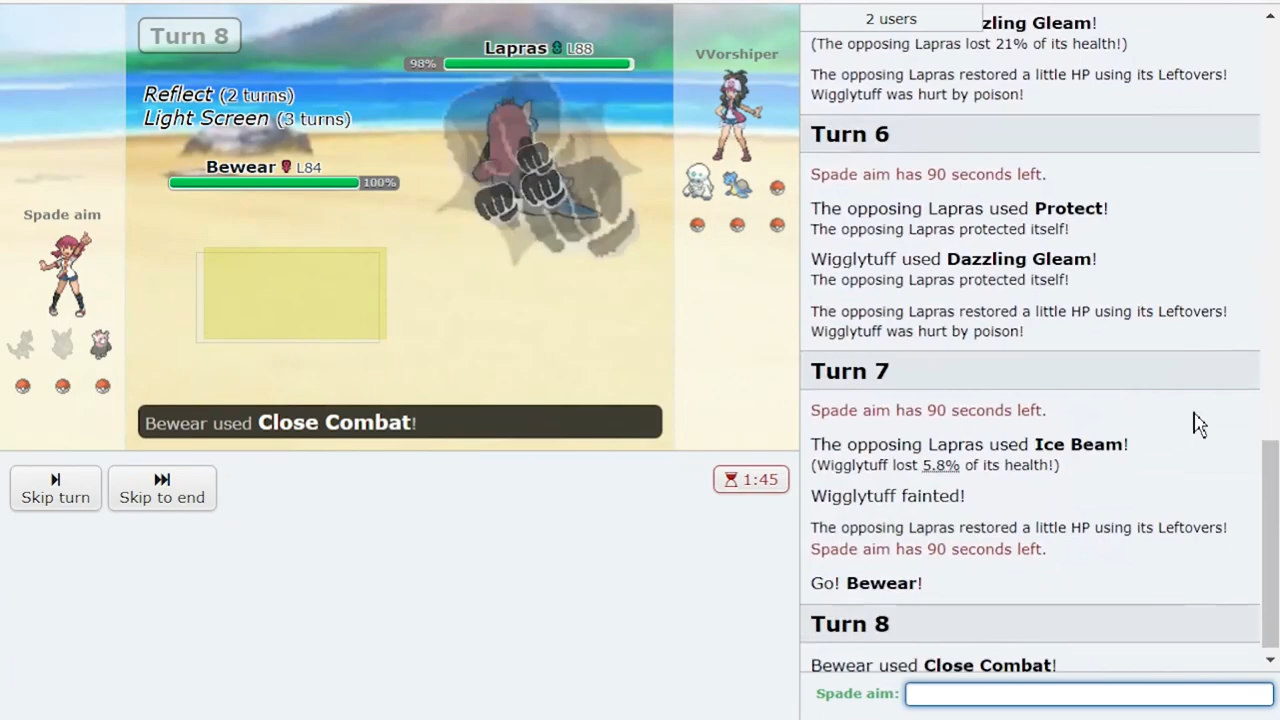 Turn 8
Lapras L88
98%
VVorshiper
Reflect (2 turns)
Light Screen (3 turns)
Bewear L84
100%
Spade aim
Bewear used Close Combat!
Skip turn
Skip to end
1:45
2 users
zzling Gleam!
(The opposing Lapras lost 21% of its health!)
The opposing Lapras restored a little HP using its Leftovers!
Wigglytuff was hurt by poison!
Turn 6
Spade aim has 90 seconds left.
The opposing Lapras used Protect!
The opposing Lapras protected itself!
Wigglytuff used Dazzling Gleam!
The opposing Lapras protected itself!
The opposing Lapras restored a little HP using its Leftovers!
Wigglytuff was hurt by poison!
Turn 7
Spade aim has 90 seconds left.
The opposing Lapras used Ice Beam!
(Wigglytuff lost 5.8% of its health!)
Wigglytuff fainted!
The opposing Lapras restored a little HP using its Leftovers!
Spade aim has 90 seconds left.
Go! Bewear!
Turn 8
Bewear used Close Combat!
Spade aim: